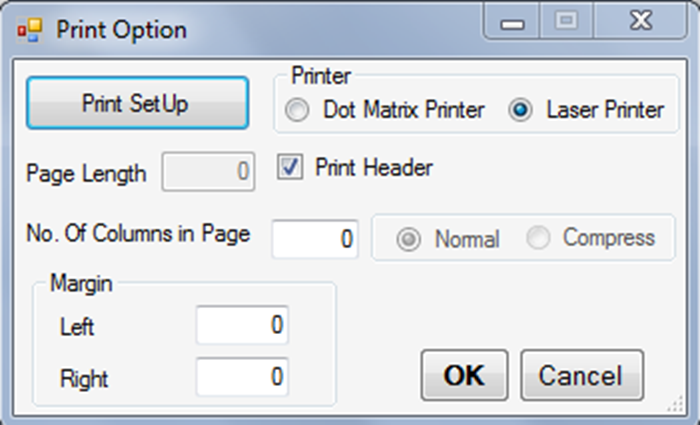 Print Option
Print SetUp
Printer
Dot Matrix Printer Laser Printer
Page Length 0 Print Header
No. Of Columns in Page 0 Normal Compress
Margin
Left 0
Right 0
OK Cancel